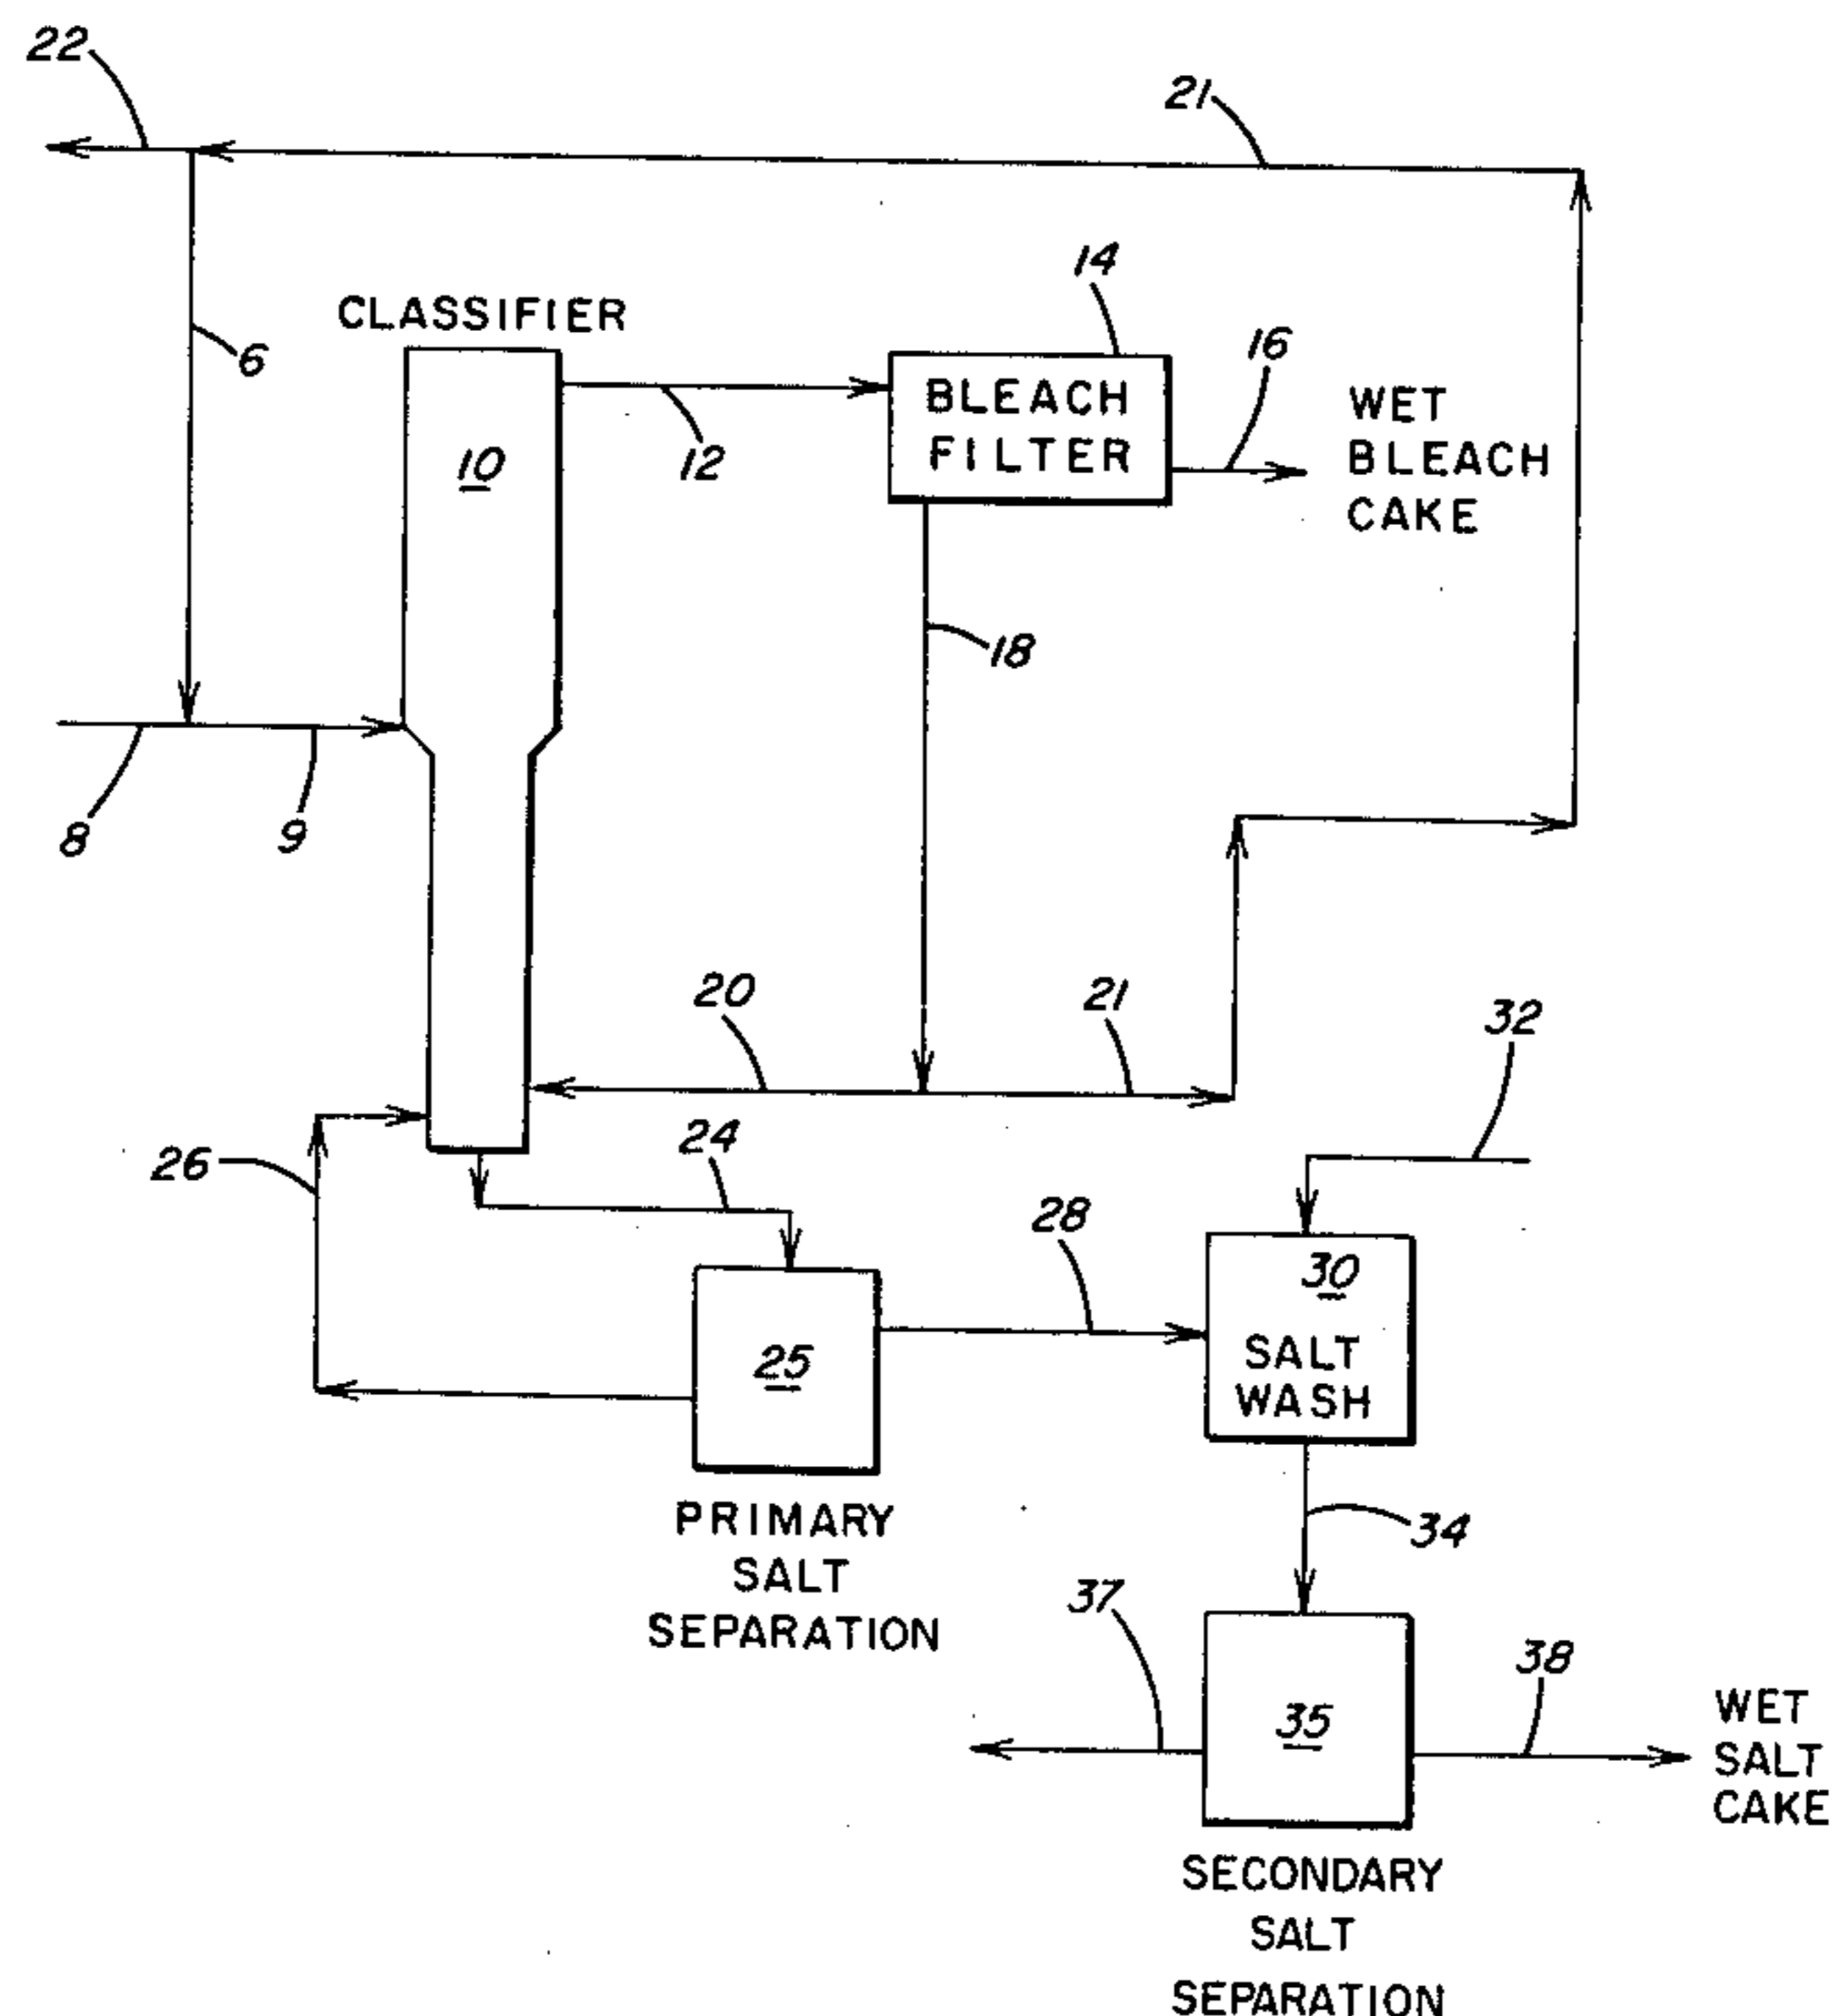 22
21
14
CLASSIFIER
16
6
BLEACH
FILTER
WET
BLEACH
CAKE
10
12
18
8
9
20
21
32
24
26
28
30
SALT
WASH
25
PRIMARY
SALT
SEPARATION
34
37
38
35
WET
SALT
CAKE
SECONDARY
SALT
SEPARATION